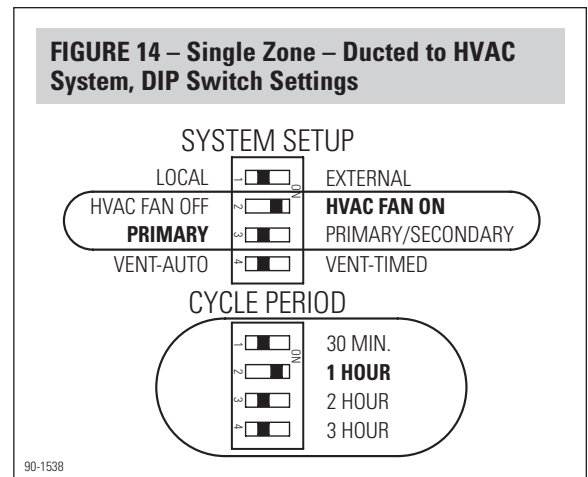 FIGURE 14 – Single Zone – Ducted to HVAC
System, DIP Switch Settings
SYSTEM SETUP
LOCAL 1 ON EXTERNAL
HVAC FAN OFF 2 HVAC FAN ON
PRIMARY 3 PRIMARY/SECONDARY
VENT-AUTO 4 VENT-TIMED
CYCLE PERIOD
1 ON 30 MIN.
2 1 HOUR
3 2 HOUR
4 3 HOUR
90-1538